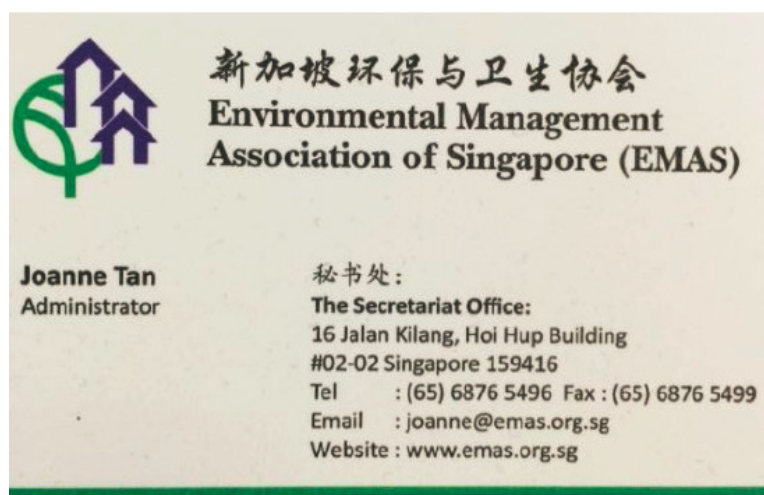 新加坡环保与卫生协会
Environmental Management
Association of Singapore (EMAS)
Joanne Tan
Administrator
秘书处:
The Secretariat Office:
16 Jalan Kilang, Hoi Hup Building
#02-02 Singapore 159416
Tel : (65) 6876 5496 Fax : (65) 6876 5499
Email : joanne@emas.org.sg
Website : www.emas.org.sg